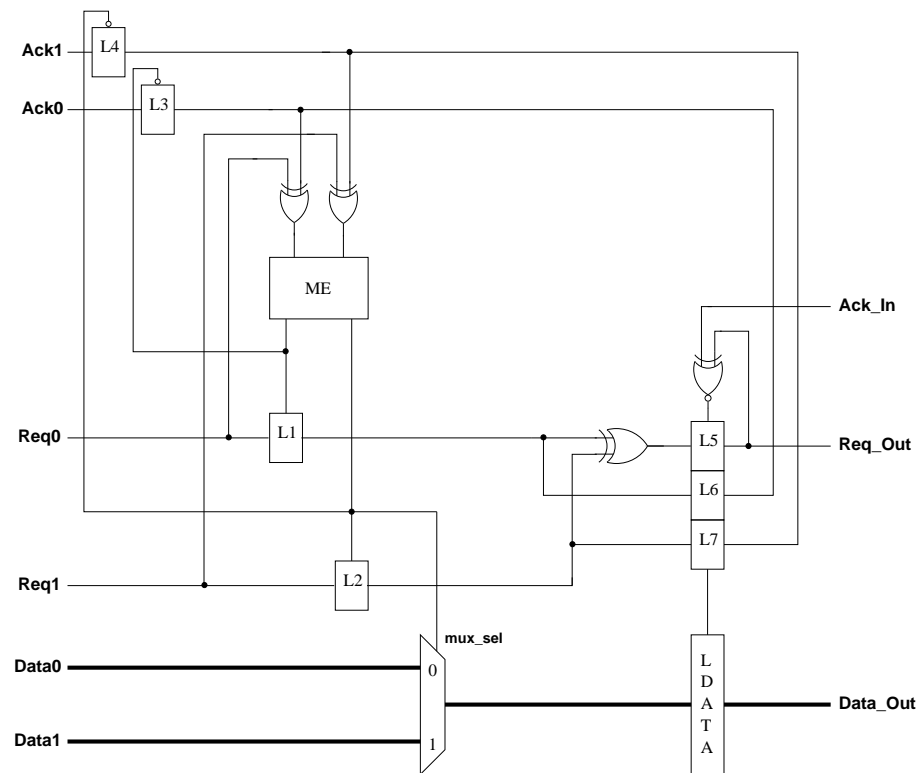 Ack1
L4
Ack0
L3
ME
Ack_In
Req0
L1
L5
Req_Out
L6
L7
Req1
L2
mux_sel
Data0
0
L
D
A
T
A
Data_Out
Data1
1